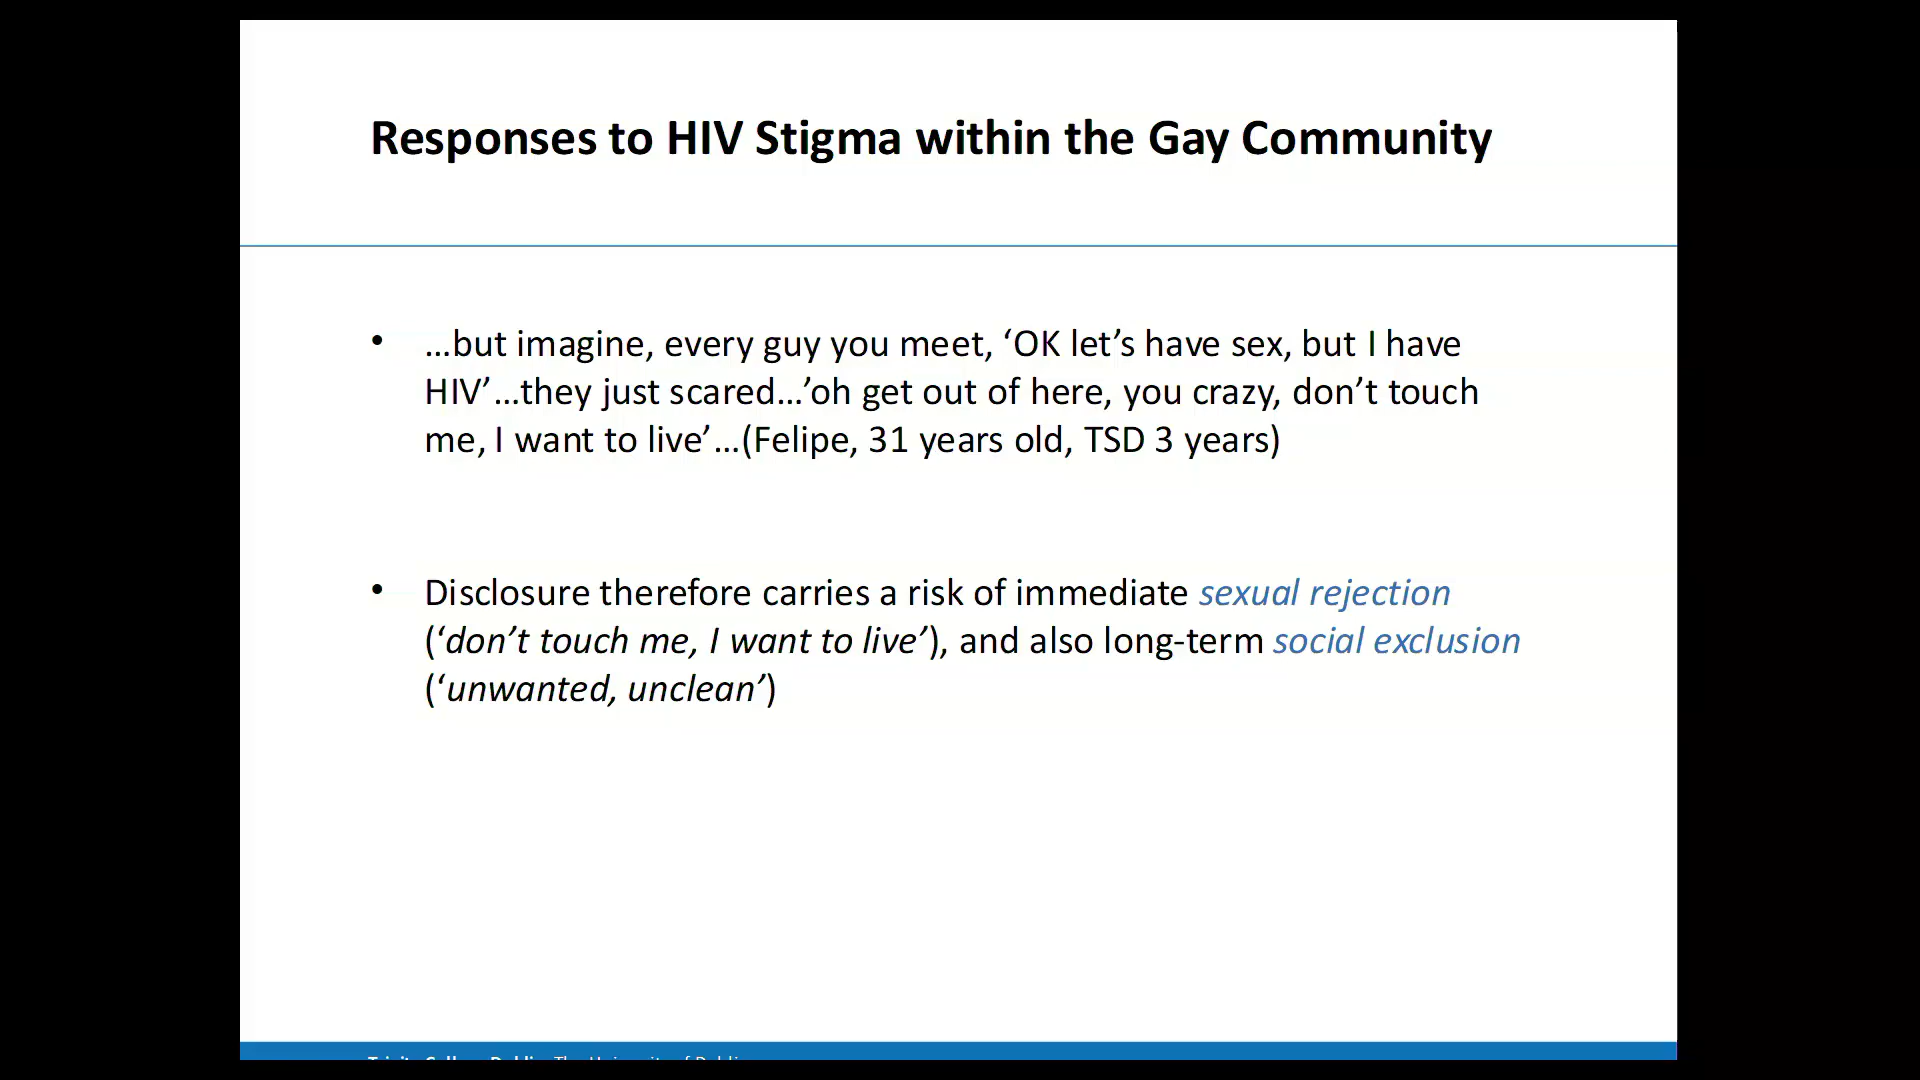 Responses to HIV Stigma within the Gay Community
• …but imagine, every guy you meet, ‘OK let’s have sex, but I have
HIV’…they just scared…’oh get out of here, you crazy, don’t touch
me, I want to live’…(Felipe, 31 years old, TSD 3 years)
• Disclosure therefore carries a risk of immediate sexual rejection
(‘don’t touch me, I want to live’), and also long-term social exclusion
(‘unwanted, unclean’)
Trinity College Dublin, The University of Dublin